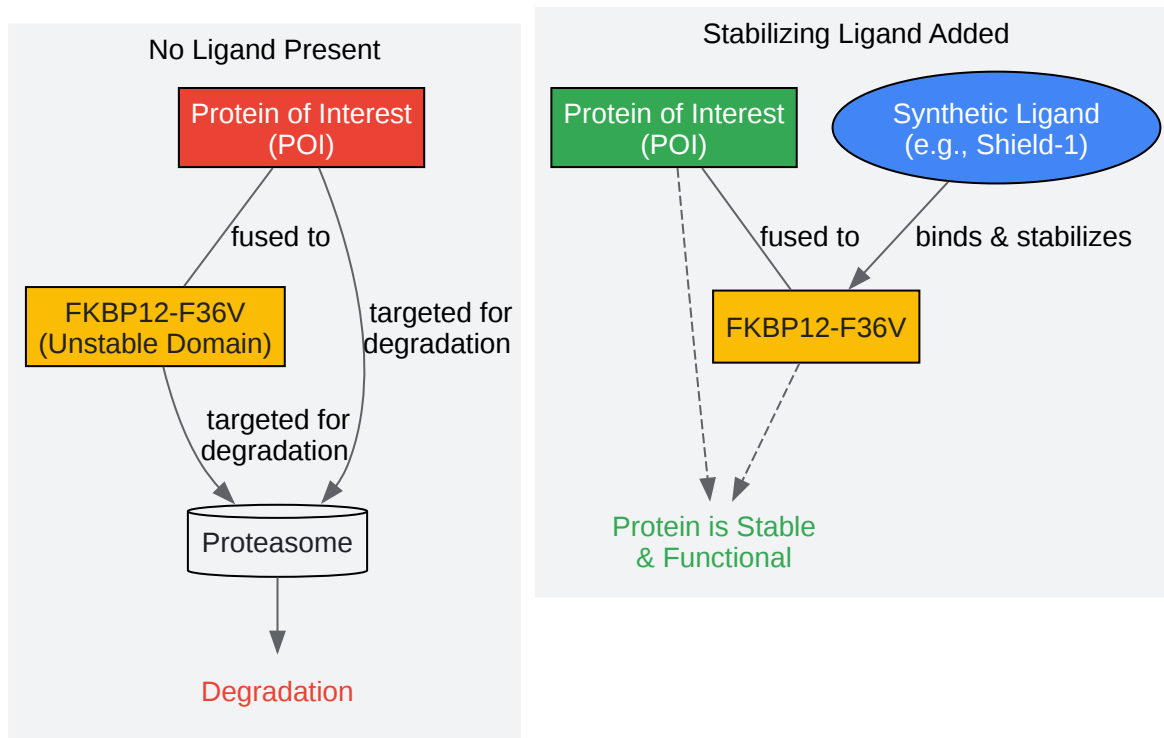 No Ligand Present
Protein of Interest
(POI)
fused to
FKBP12-F36V
(Unstable Domain)
targeted for
degradation
targeted for
degradation
Proteasome
Degradation
Stabilizing Ligand Added
Protein of Interest
(POI)
Synthetic Ligand
(e.g., Shield-1)
fused to
binds & stabilizes
FKBP12-F36V
Protein is Stable
& Functional